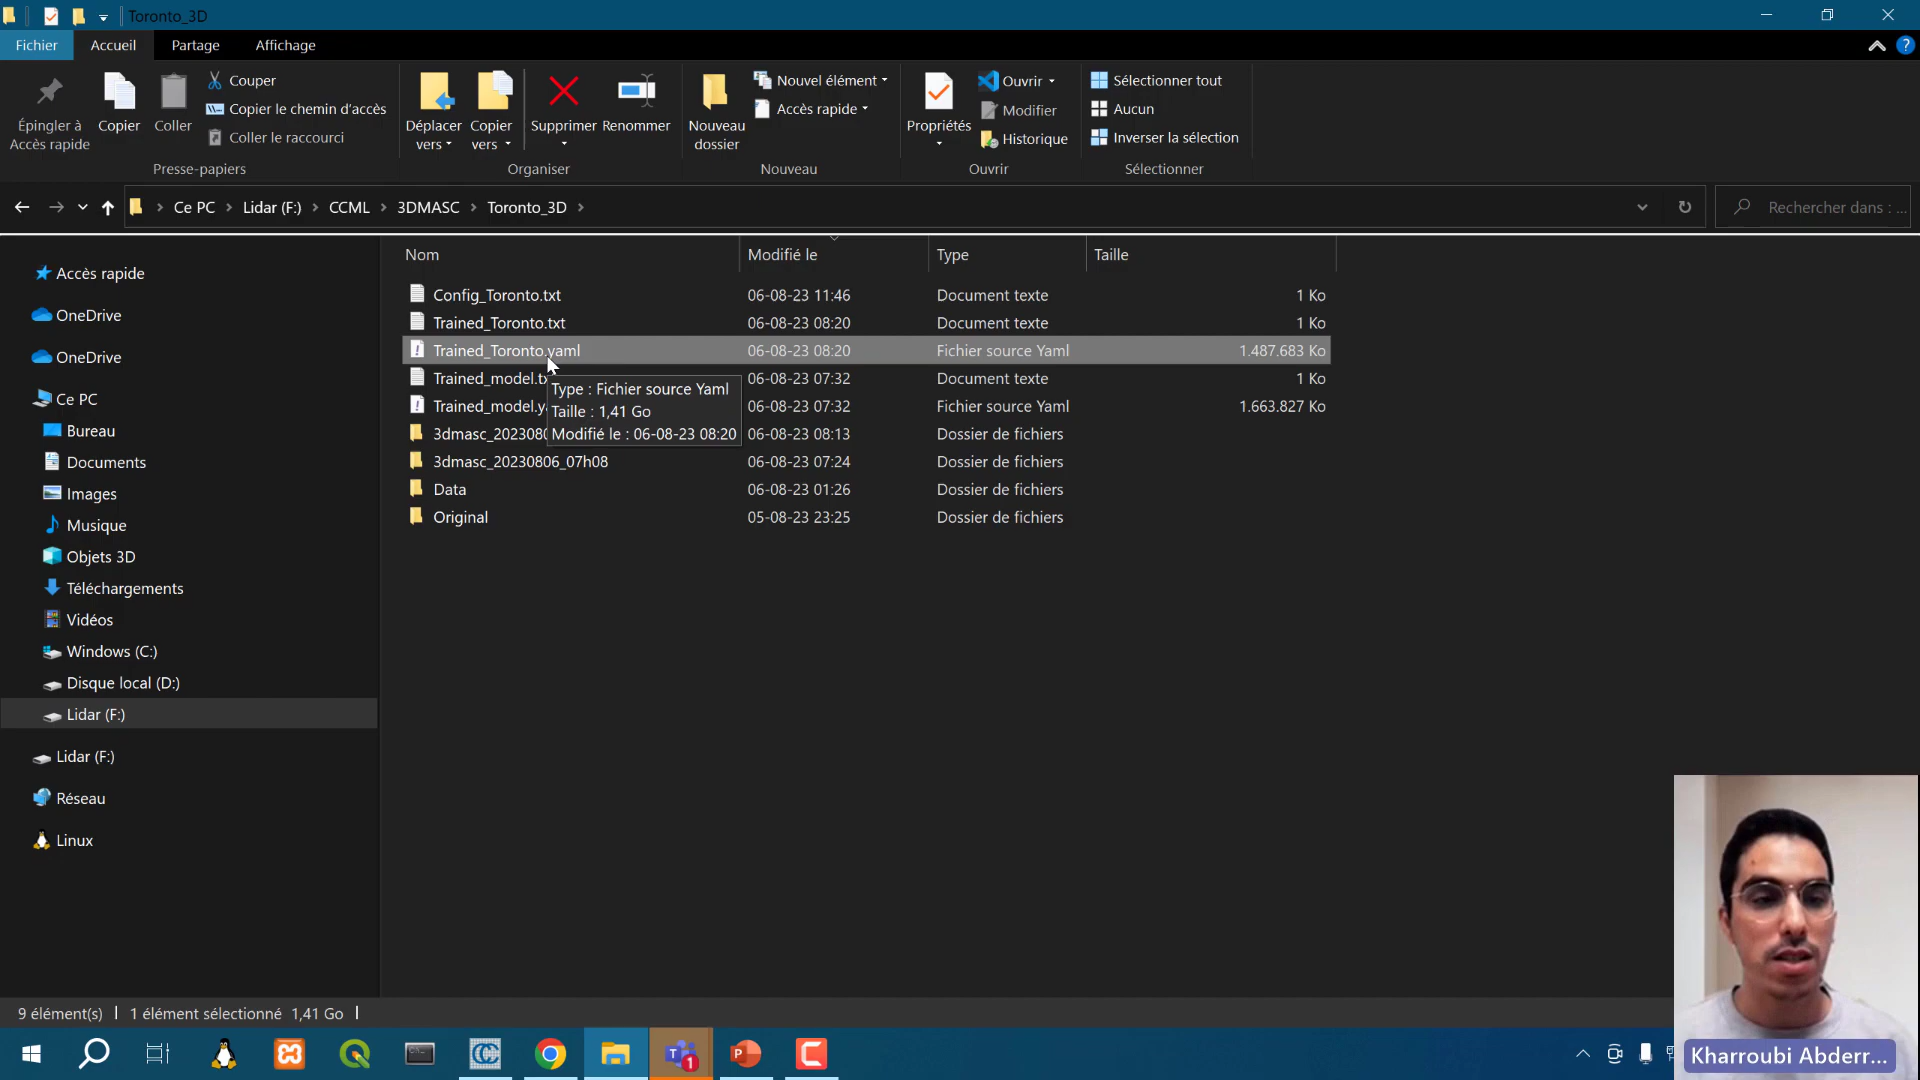 Toronto_3D
Fichier
Accueil
Partage
Affichage
Épingler à
Accès rapide
Copier
Coller
Couper
Copier le chemin d'accès
Coller le raccourci
Presse-papiers
Déplacer
vers
Copier
vers
Supprimer
Renommer
Organiser
Nouveau
dossier
Nouvel élément
Accès rapide
Nouveau
Propriétés
Ouvrir
Modifier
Historique
Ouvrir
Sélectionner tout
Aucun
Inverser la sélection
Sélectionner
Ce PC > Lidar (F:) > CCML > 3DMASC > Toronto_3D >
Rechercher dans : ...
Nom Modifié le Type Taille
Config_Toronto.txt 06-08-23 11:46 Document texte 1 Ko
Trained_Toronto.txt 06-08-23 08:20 Document texte 1 Ko
Trained_Toronto.yaml 06-08-23 08:20 Fichier source Yaml 1.487.683 Ko
Trained_model.tx 06-08-23 07:32 Document texte 1 Ko
Trained_model.y 06-08-23 07:32 Fichier source Yaml 1.663.827 Ko
3dmasc_202308 06-08-23 08:13 Dossier de fichiers
3dmasc_20230806_07h08 06-08-23 07:24 Dossier de fichiers
Data 06-08-23 01:26 Dossier de fichiers
Original 05-08-23 23:25 Dossier de fichiers
Type : Fichier source Yaml
Taille : 1,41 Go
Modifié le : 06-08-23 08:20
Accès rapide
OneDrive
OneDrive
Ce PC
Bureau
Documents
Images
Musique
Objets 3D
Téléchargements
Vidéos
Windows (C:)
Disque local (D:)
Lidar (F:)
Lidar (F:)
Réseau
Linux
9 élément(s) 1 élément sélectionné 1,41 Go
1
Kharroubi Abderr...